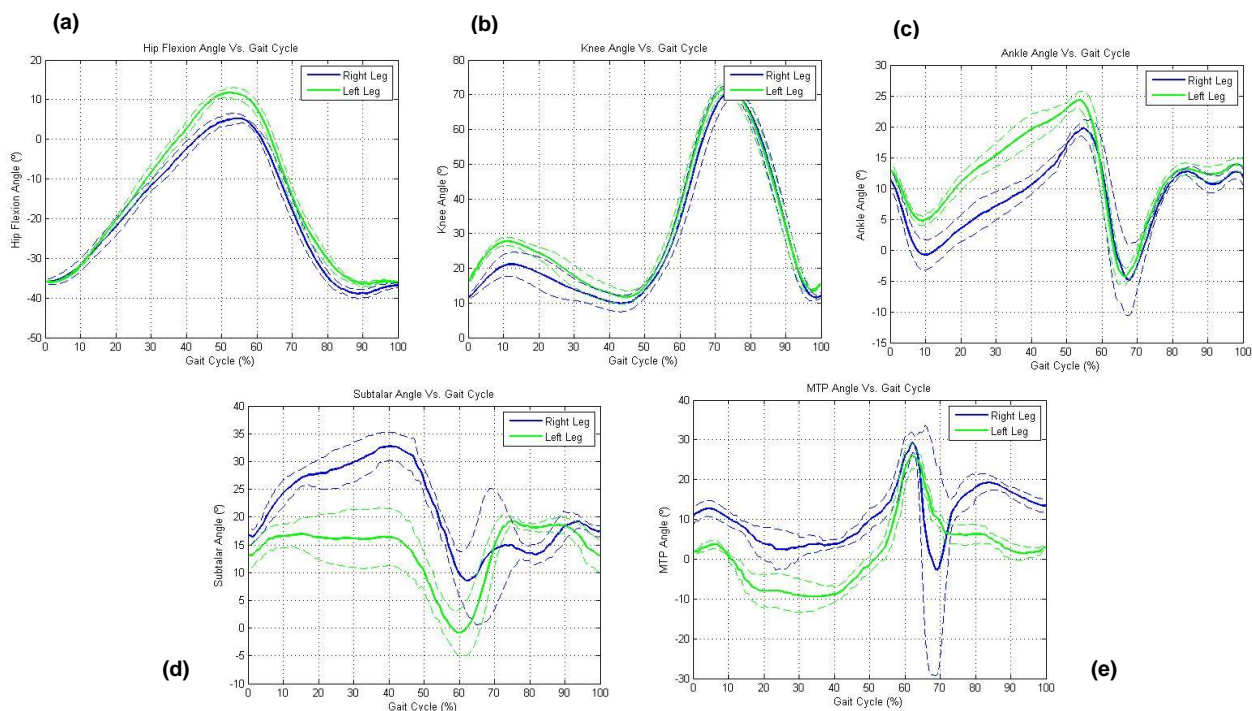 (a)
Hip Flexion Angle Vs. Gait Cycle
Right Leg
Left Leg
Hip Flexion Angle (º)
20
10
0
-10
-20
-30
-40
-50
0 10 20 30 40 50 60 70 80 90 100
Gait Cycle (%)
(b)
Knee Angle Vs. Gait Cycle
Right Leg
Left Leg
Knee Angle (º)
80
70
60
50
40
30
20
10
0
0 10 20 30 40 50 60 70 80 90 100
Gait Cycle (%)
(c)
Ankle Angle Vs. Gait Cycle
Right Leg
Left Leg
Ankle Angle (º)
30
25
20
15
10
5
0
-5
-10
-15
0 10 20 30 40 50 60 70 80 90 100
Gait Cycle (%)
Subtalar Angle Vs. Gait Cycle
Right Leg
Left Leg
Subtalar Angle (º)
40
35
30
25
20
15
10
5
0
-5
-10
0 10 20 30 40 50 60 70 80 90 100
Gait Cycle (%)
(d)
MTP Angle Vs. Gait Cycle
Right Leg
Left Leg
MTP Angle (º)
40
30
20
10
0
-10
-20
-30
0 10 20 30 40 50 60 70 80 90 100
Gait Cycle (%)
(e)